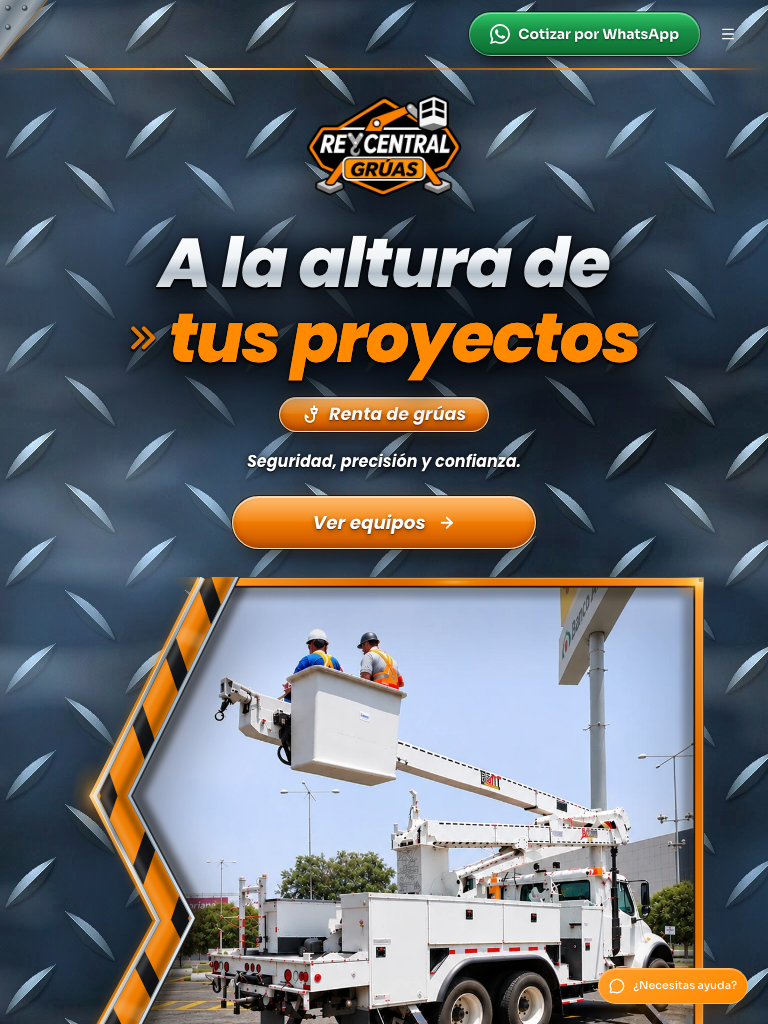 Cotizar por WhatsApp
REY CENTRAL
GRÚAS
A la altura de
tus proyectos
Renta de grúas
Seguridad, precisión y confianza.
Ver equipos
Banco A
¿Necesitas ayuda?